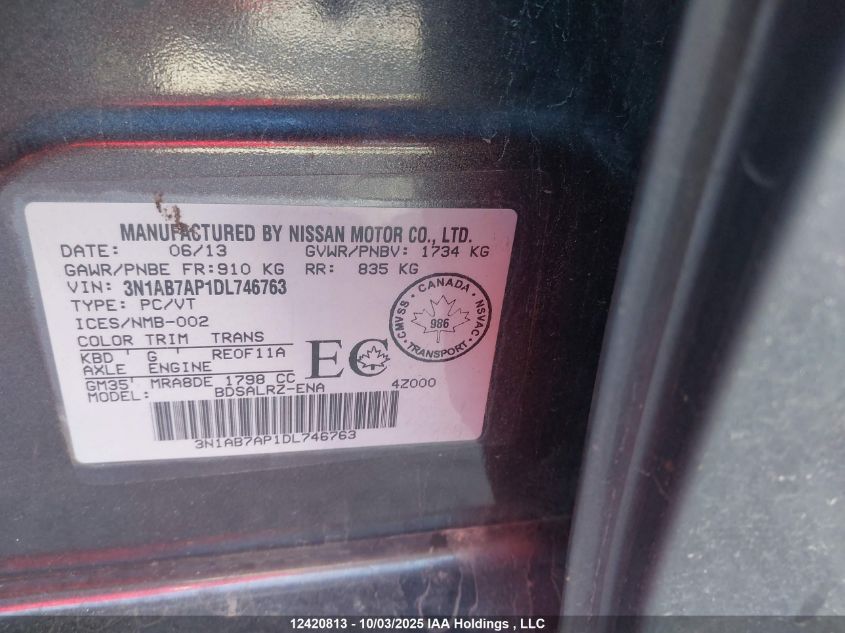 MANUFACTURED BY NISSAN MOTOR CO., LTD.
DATE: 06/13 GVWR/PNBV: 1734 KG
GAWR/PNBE FR: 910 KG RR: 835 KG
VIN: 3N1AB7AP1DL746763
TYPE: PC/VT
ICES/NMB-002
COLOR TRIM TRANS
KBD G REOF11A
AXLE ENGINE
GM35 MRA8DE 1798 CC
MODEL: BDSALRZ-ENA 4Z000
3N1AB7AP1DL746763
EC
CANADA
CMVSS NSVAC
986
TRANSPORT
12420813 - 10/03/2025 IAA Holdings, LLC